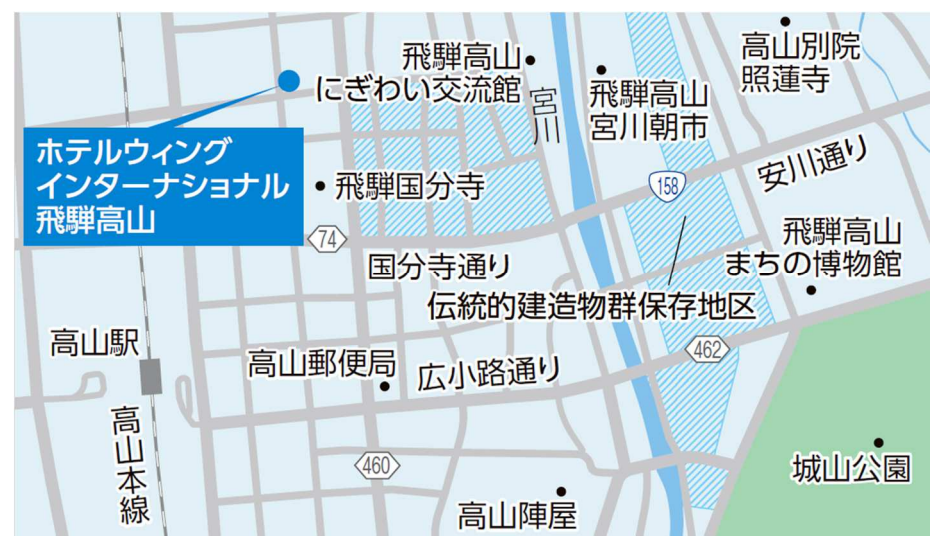 飛騨高山
にぎわい交流館
宮川
飛騨高山
宮川朝市
高山別院
照蓮寺
ホテルウィング
インターナショナル
飛騨高山
飛騨国分寺
158
安川通り
74
国分寺通り
飛騨高山
まちの博物館
伝統的建造物群保存地区
高山駅
高山郵便局
広小路通り
462
高山本線
460
城山公園
高山陣屋